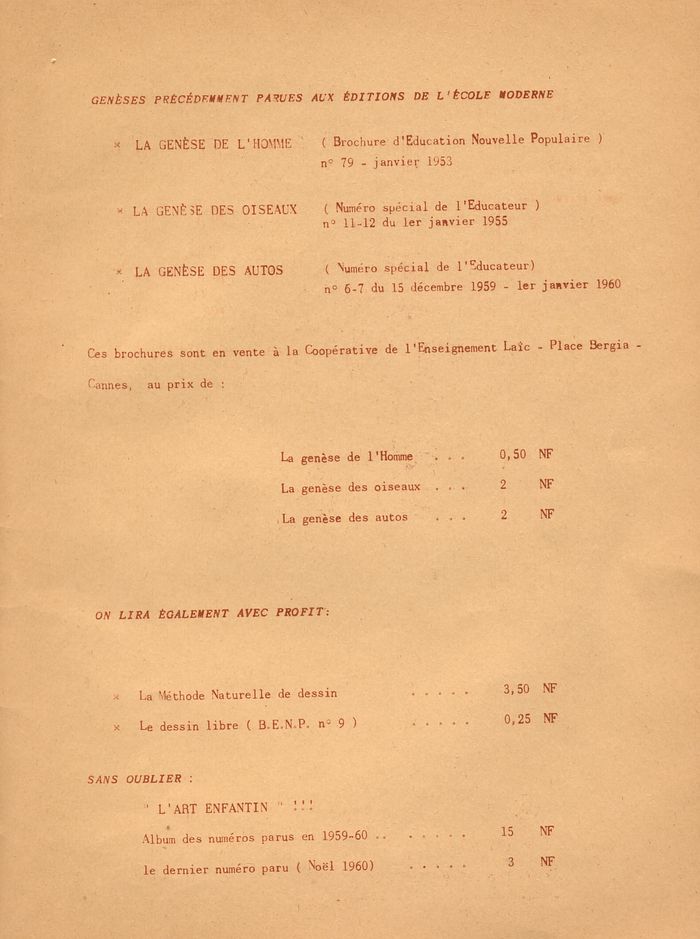 GENÈSES PRÉCÉDEMMENT PARUES AUX ÉDITIONS DE L'ÉCOLE MODERNE
* LA GENÈSE DE L'HOMME ( Brochure d'Education Nouvelle Populaire )
n° 79 - janvier 1953
* LA GENÈSE DES OISEAUX ( Numéro spécial de l'Educateur )
n° 11-12 du 1er janvier 1955
* LA GENÈSE DES AUTOS ( Numéro spécial de l'Educateur)
n° 6-7 du 15 décembre 1959 - 1er janvier 1960
Ces brochures sont en vente à la Coopérative de l'Enseignement Laîc - Place Bergia -
Cannes, au prix de :
La genèse de l'Homme . . . 0,50 NF
La genèse des oiseaux . . . 2 NF
La genèse des autos . . . 2 NF
ON LIRA ÉGALEMENT AVEC PROFIT:
* La Méthode Naturelle de dessin . . . . . 3,50 NF
* Le dessin libre ( B.E.N.P. n° 9 ) . . . . . 0,25 NF
SANS OUBLIER :
" L'ART ENFANTIN " !!!
Album des numéros parus en 1959-60 .. . . . . . 15 NF
le dernier numéro paru ( Noël 1960) . . . . . 3 NF